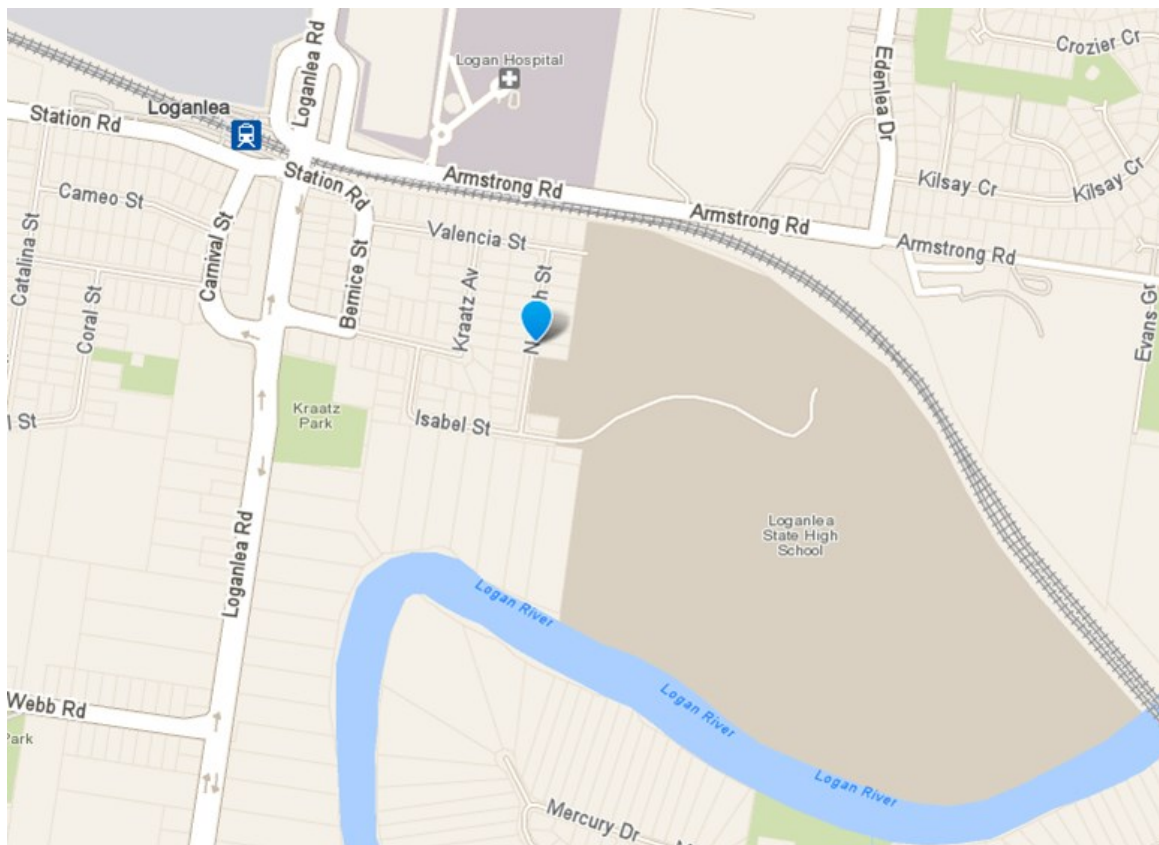 Crozier Cr
Loganlea Rd
Logan Hospital
Edenlea Dr
Loganlea
Station Rd
Station Rd
Armstrong Rd
Armstrong Rd
Armstrong Rd
Kilsay Cr
Kilsay Cr
Cameo St
Catalina St
Carnival St
Valencia St
Coral St
Bernice St
Kraatz Av
Evans Gr
Kraatz
Park
Isabel St
Loganlea
State High
School
Loganlea Rd
Logan River
Logan River
Logan River
Webb Rd
Park
Mercury Dr